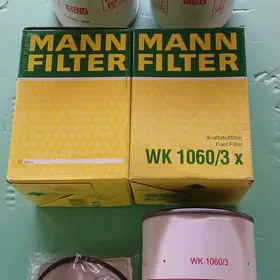 MANN
FILTER
MANN
FILTER
Kraftstofffilter
Fuel Filter
WK 1060/3 x
WK 1060/3